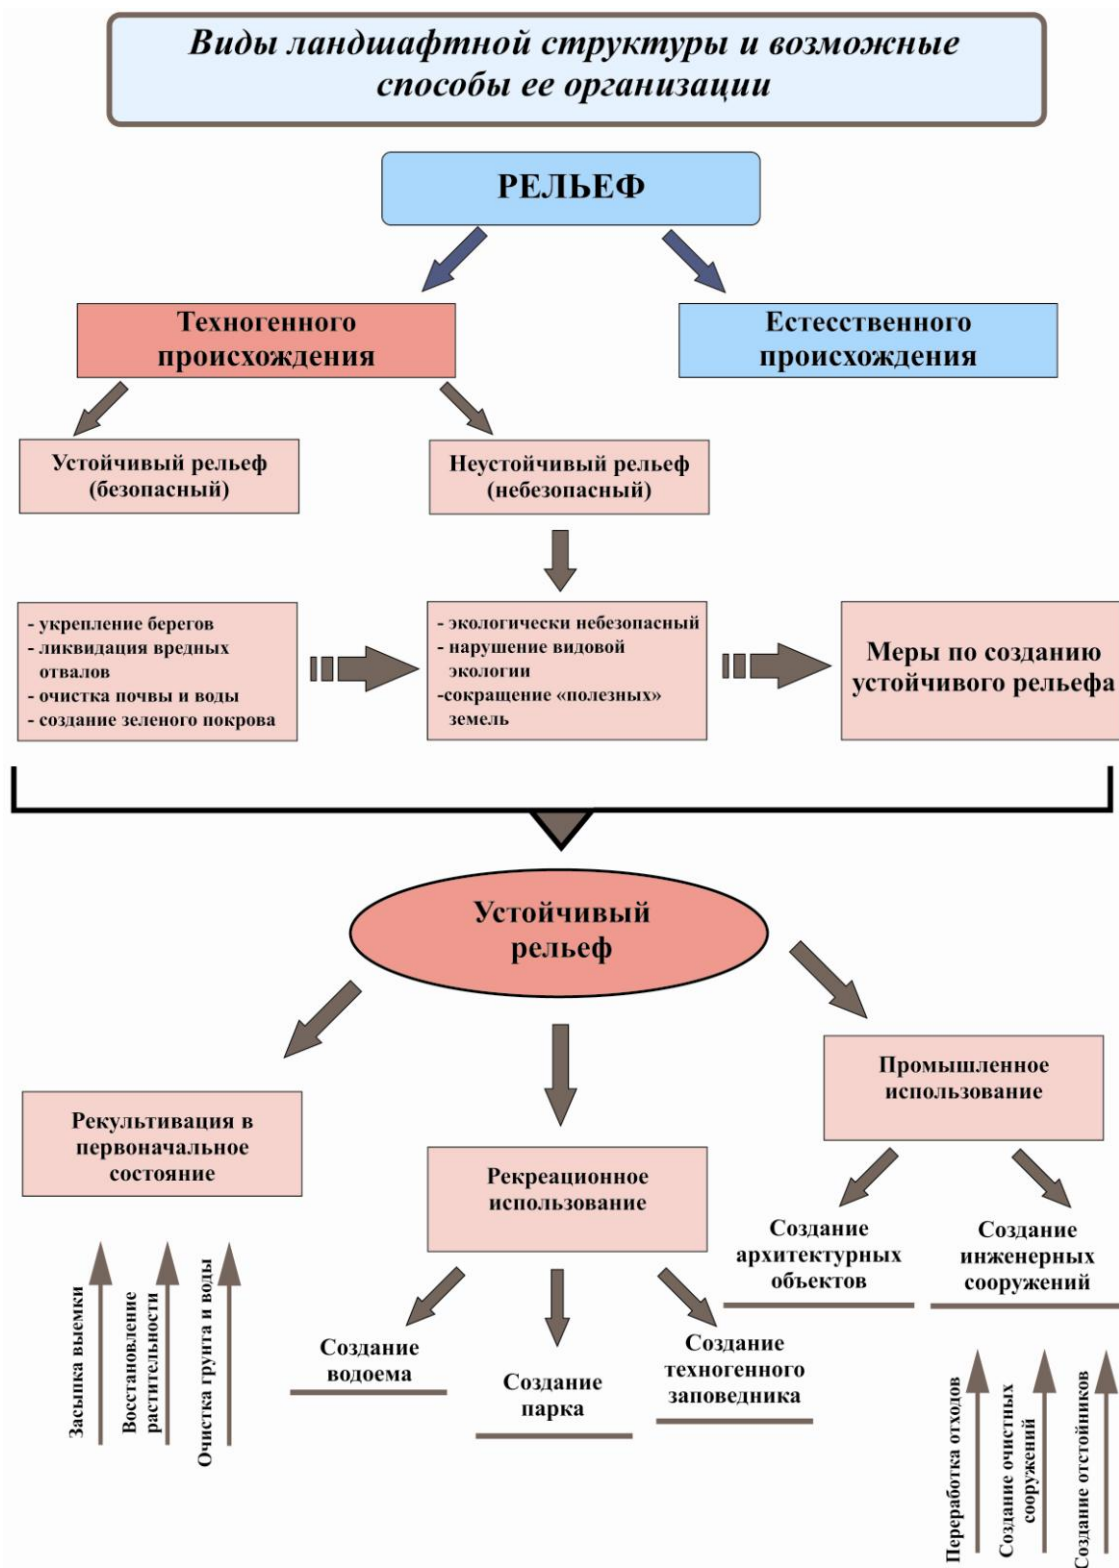 Виды ландшафтной структуры и возможные
способы ее организации
РЕЛЬЕФ
Техногенного
происхождения
Естесственного
происхождения
Устойчивый рельеф
(безопасный)
Неустойчивый рельеф
(небезопасный)
- укрепление берегов
- ликвидация вредных
отвалов
- очистка почвы и воды
- создание зеленого покрова
- экологически небезопасный
- нарушение видовой
экологии
-сокращение «полезных»
земель
Меры по созданию
устойчивого рельефа
Устойчивый
рельеф
Рекультивация в
первоначальное
состояние
Рекреационное
использование
Промышленное
использование
Засыпка выемки
Восстановление
растительности
Очистка грунта и воды
Создание
водоема
Создание
парка
Создание
техногенного
заповедника
Создание
архитектурных
объектов
Создание
инженерных
сооружений
Переработка отходов
Создание очистных
сооружений
Создание отстойников